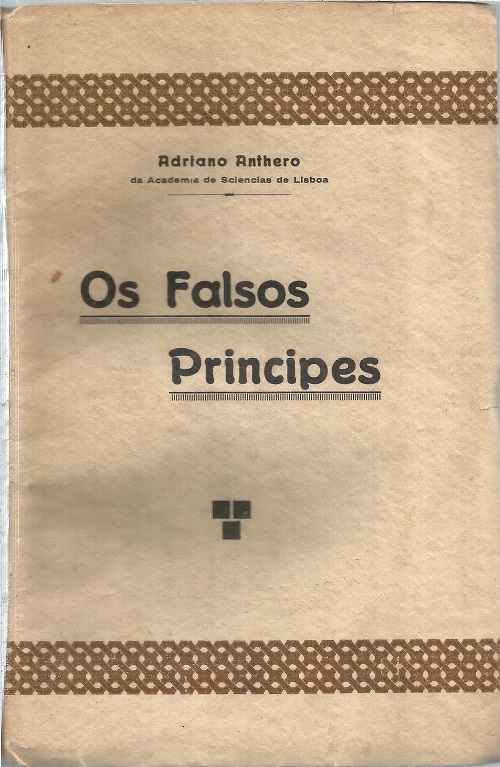 Adriano Anthero
da Academia de Sciencias de Lisboa
Os Falsos
Principes